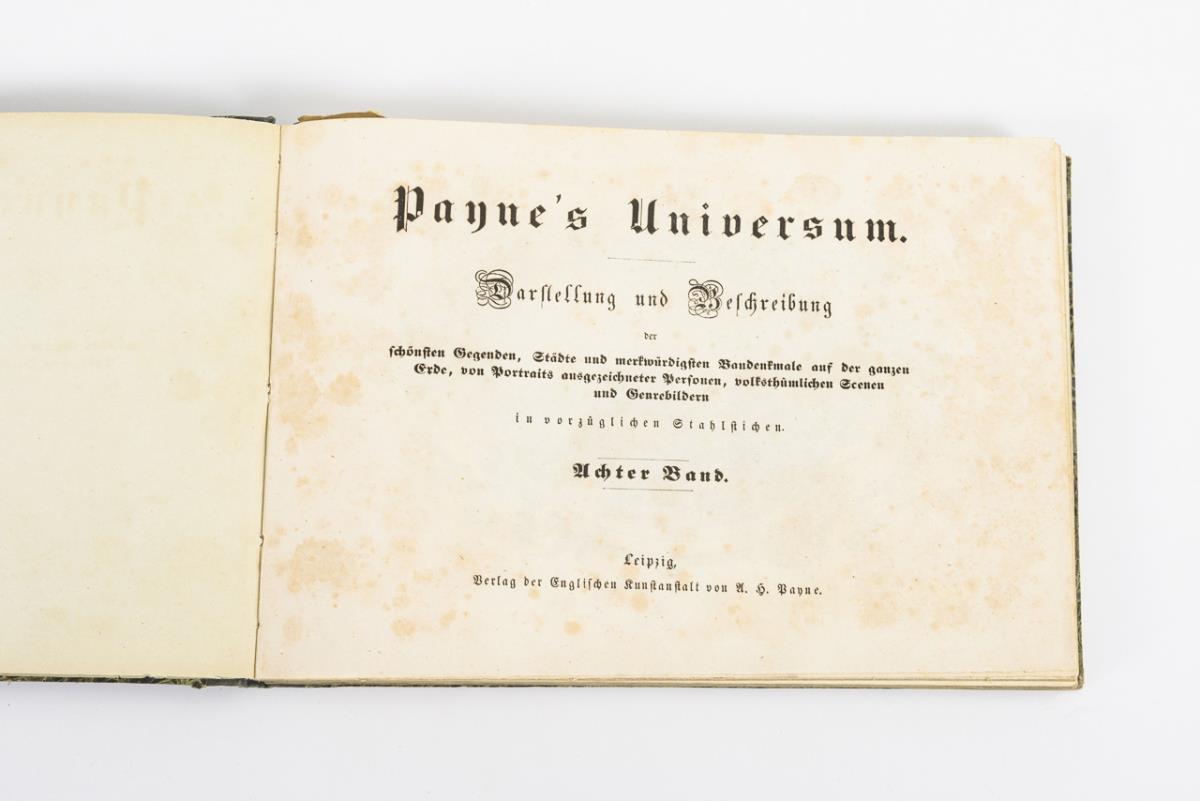 Payne's Universum.
Darstellung und Beschreibung
der
schönsten Gegenden, Städte und merkwürdigsten Baudenkmale auf der ganzen
Erde, von Portraits ausgezeichneter Personen, volksthümlichen Scenen
und Genrebildern
in vorzüglichen Stahlstichen.
Achter Band.
Leipzig,
Verlag der Englischen Kunstanstalt von A. H. Payne.